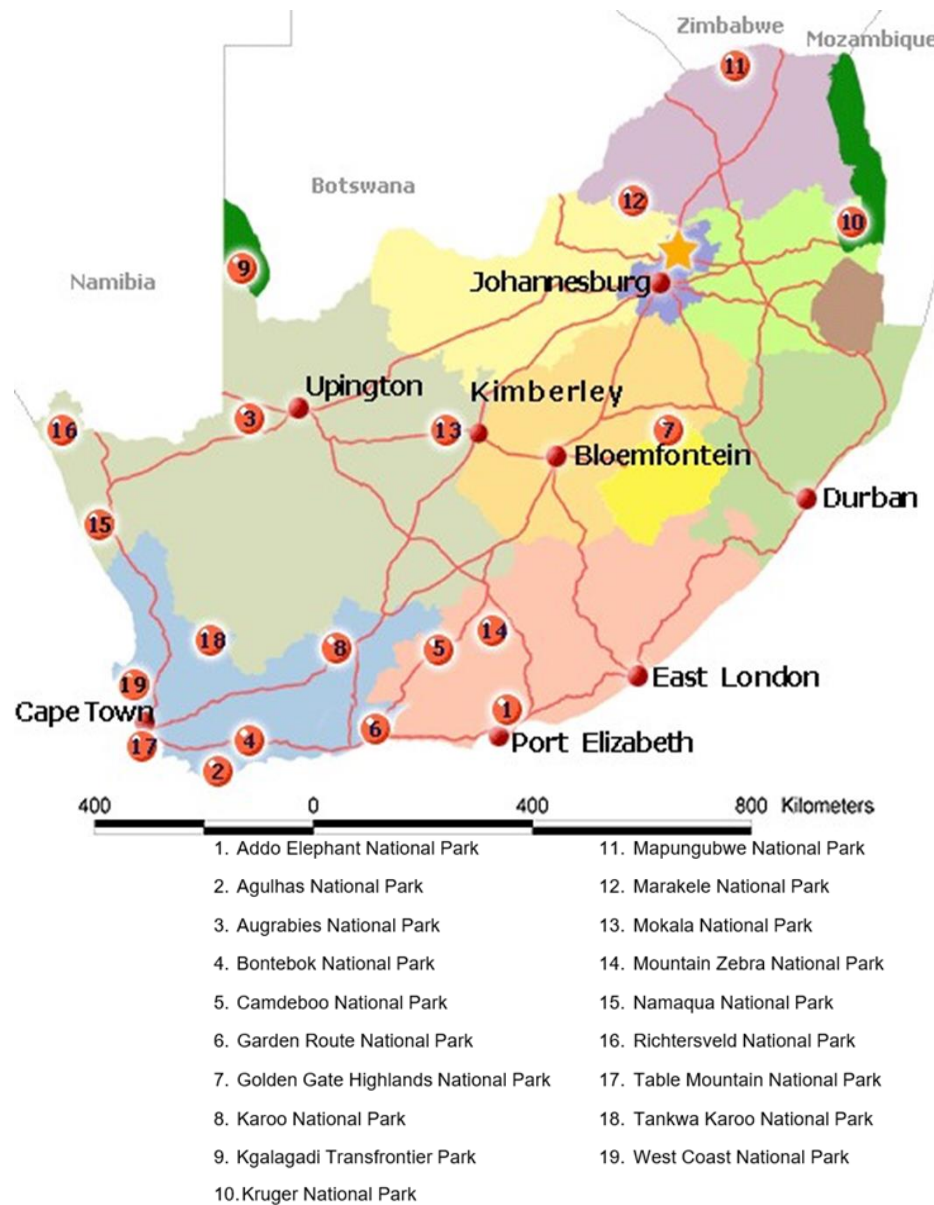 Zimbabwe
Mozambique
11
Botswana
12
10
9
Namibia
Johannesburg
Upington
Kimberley
3
16
13
7
Bloemfontein
Durban
15
18
14
8
5
East London
19
Cape Town
1
6
17
4
Port Elizabeth
2
400 0 400 800 Kilometers
1. Addo Elephant National Park
2. Agulhas National Park
3. Augrabies National Park
4. Bontebok National Park
5. Camdeboo National Park
6. Garden Route National Park
7. Golden Gate Highlands National Park
8. Karoo National Park
9. Kgalagadi Transfrontier Park
10. Kruger National Park
11. Mapungubwe National Park
12. Marakele National Park
13. Mokala National Park
14. Mountain Zebra National Park
15. Namaqua National Park
16. Richtersveld National Park
17. Table Mountain National Park
18. Tankwa Karoo National Park
19. West Coast National Park